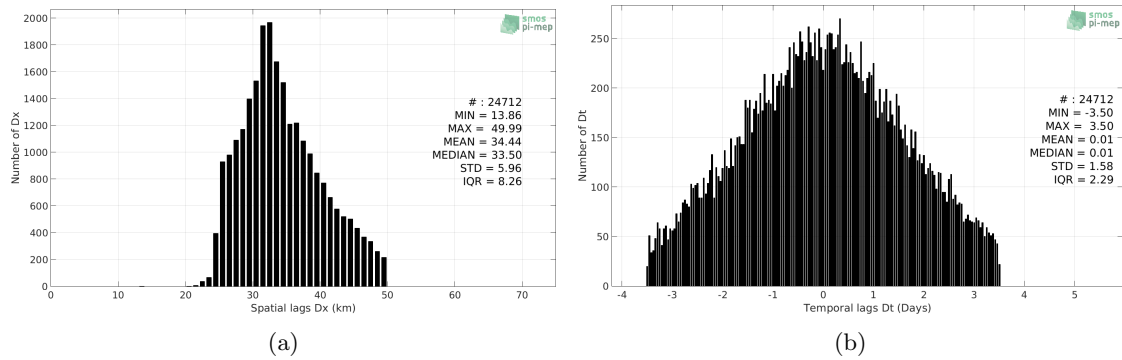 2000
1800
1600
1400
1200
1000
800
600
400
200
0
Number of Dx
smos
pi-mep
# : 24712
MIN = 13.86
MAX = 49.99
MEAN = 34.44
MEDIAN = 33.50
STD = 5.96
IQR = 8.26
0 10 20 30 40 50 60 70
Spatial lags Dx (km)
(a)
250
200
150
100
50
0
Number of Dt
smos
pi-mep
# : 24712
MIN = -3.50
MAX = 3.50
MEAN = 0.01
MEDIAN = 0.01
STD = 1.58
IQR = 2.29
-4 -3 -2 -1 0 1 2 3 4 5
Temporal lags Dt (Days)
(b)